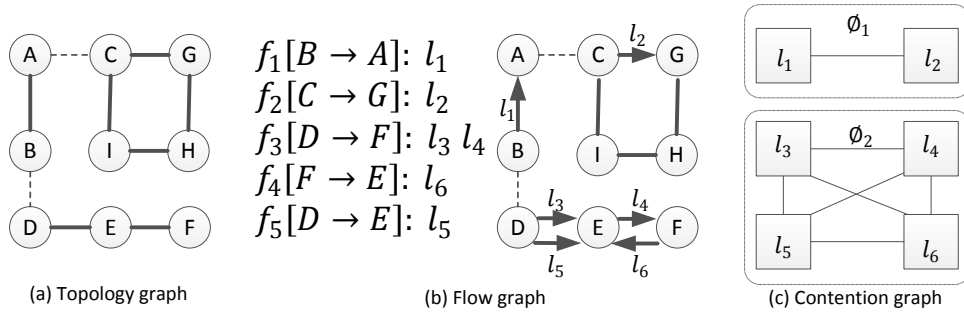 A C G
B I H
D E F
(a) Topology graph
f₁[B → A]: l₁
f₂[C → G]: l₂
f₃[D → F]: l₃ l₄
f₄[F → E]: l₆
f₅[D → E]: l₅
l₂
A C G
l₁
B I H
l₃ l₄
D E F
l₅ l₆
(b) Flow graph
∅₁
l₁ l₂
∅₂
l₃ l₄
l₅ l₆
(c) Contention graph